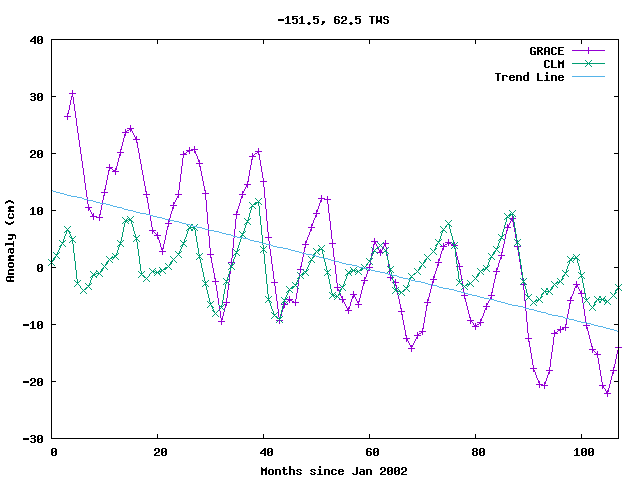 -151.5, 62.5 TWS
GRACE
CLM
Trend Line
40
30
20
10
0
-10
-20
-30
Anomaly (cm)
0 20 40 60 80 100
Months since Jan 2002